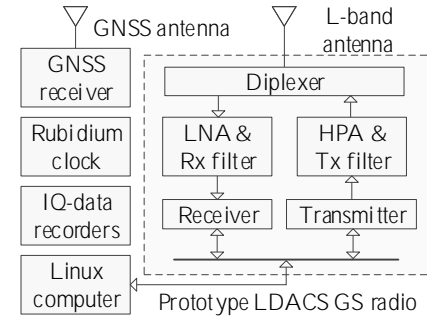 GNSS antenna
L-band
antenna
GNSS
receiver
Diplexer
Rubidium
clock
LNA &
Rx filter
HPA &
Tx filter
IQ-data
recorders
Receiver
Transmitter
Linux
computer
Prototype LDACS GS radio